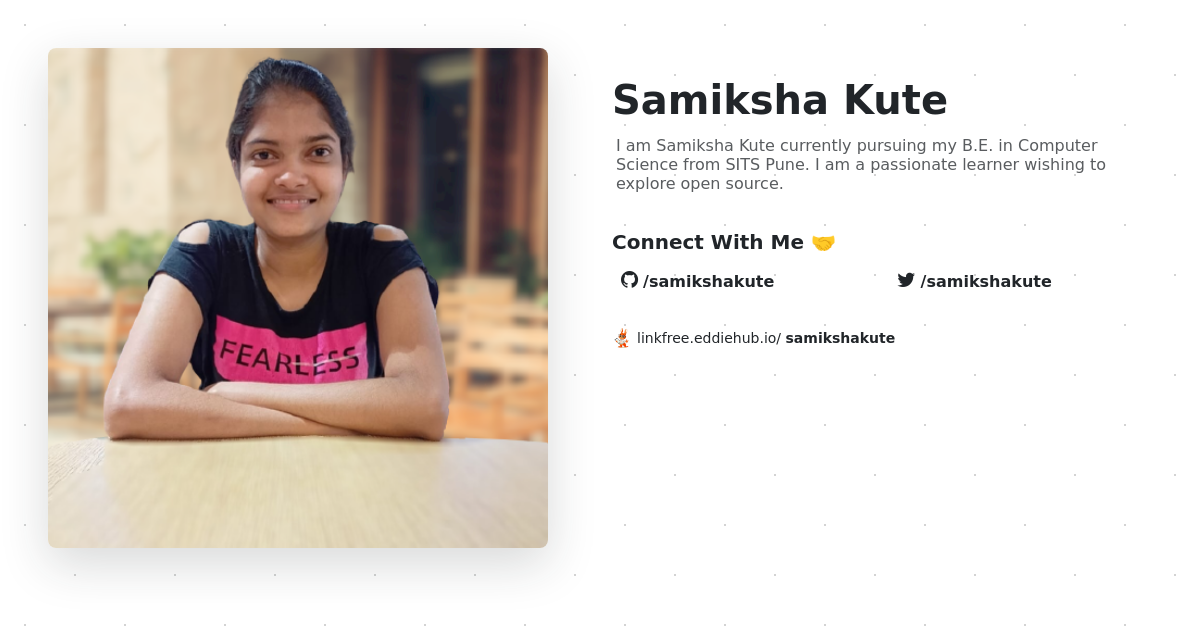 Samiksha Kute
I am Samiksha Kute currently pursuing my B.E. in Computer
Science from SITS Pune. I am a passionate learner wishing to
explore open source.
Connect With Me 🤝
/samikshakute
/samikshakute
linkfree.eddiehub.io/ samikshakute
FEARLESS